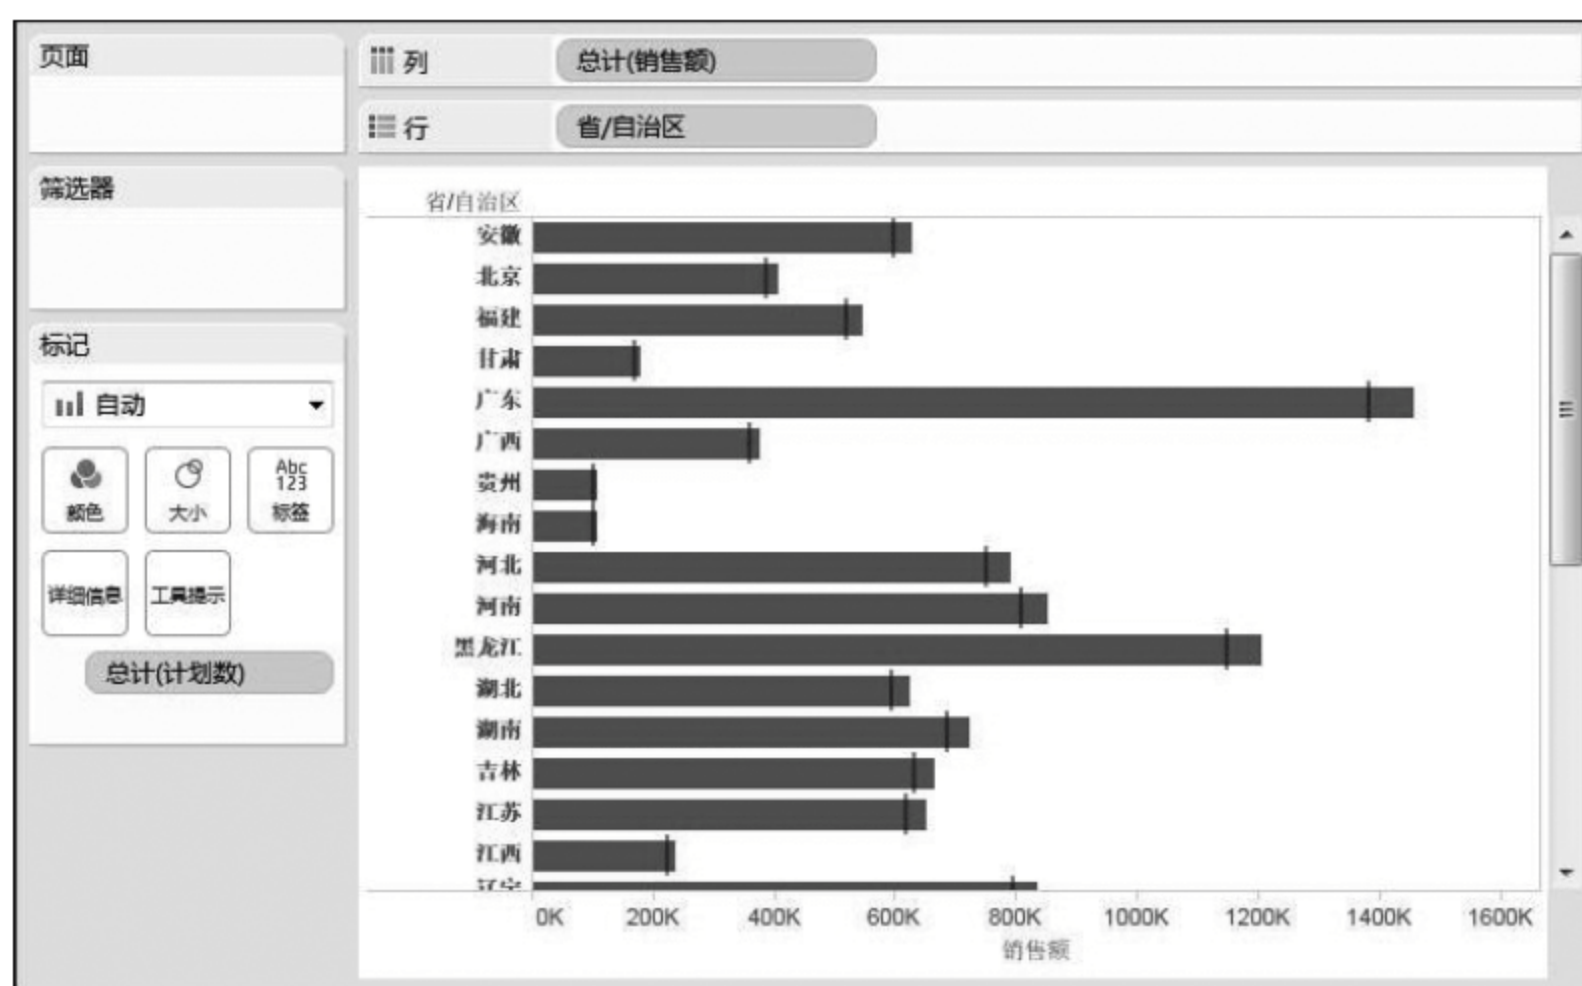 页面
列 总计(销售额)
行 省/自治区
筛选器
标记
自动
颜色 大小 Abc 123 标签
详细信息 工具提示
总计(计划数)
省/自治区
安徽
北京
福建
甘肃
广东
广西
贵州
海南
河北
河南
黑龙江
湖北
湖南
吉林
江苏
江西
辽宁
0K 200K 400K 600K 800K 1000K 1200K 1400K 1600K
销售额